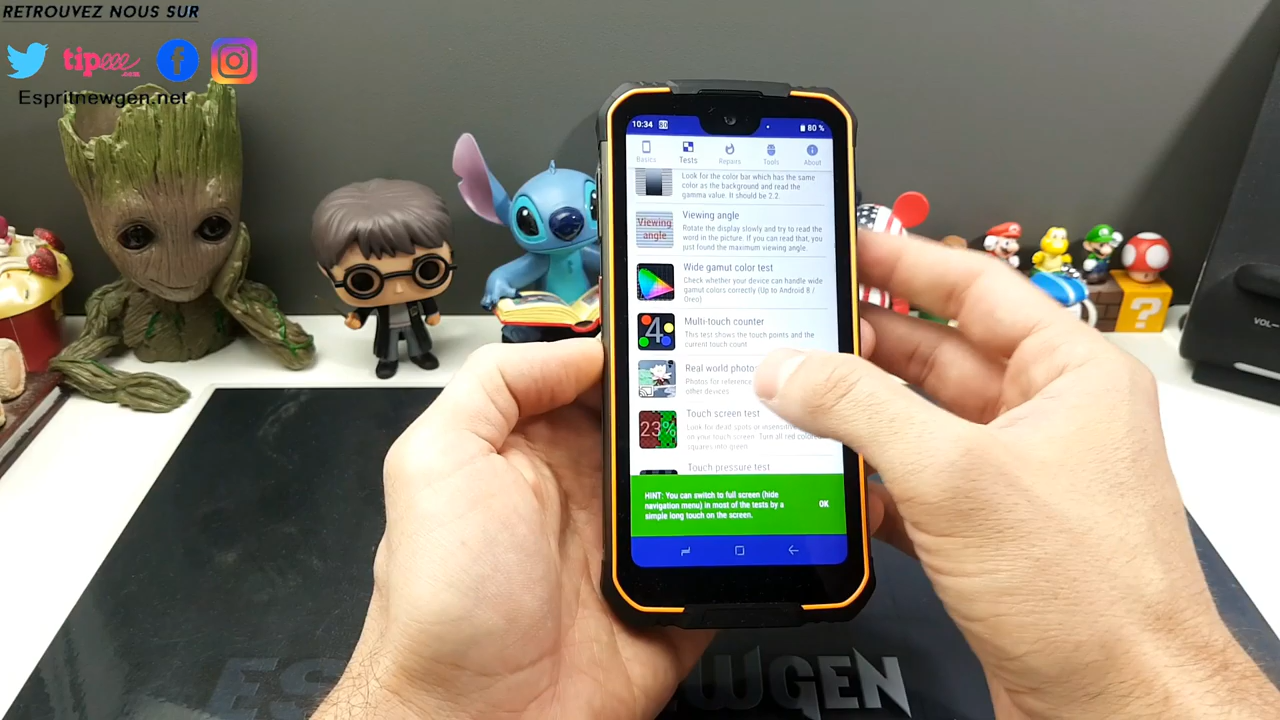 RETROUVEZ NOUS SUR
tipeee
.com
Espritnewgen.net
10:34
80 %
Basics
Tests
Repairs
Tools
About
Look for the color bar which has the same
color as the background and read the
gamma value. It should be 2.2.
Viewing angle
Viewing
angle
Rotate the display slowly and try to read the
word in the picture. If you can read that, you
just found the maximum viewing angle.
Wide gamut color test
Check whether your device can handle wide
gamut colors correctly (Up to Android 8 /
Oreo)
Multi-touch counter
4
This test shows the touch points and the
current touch count
Real world photos
Photos for reference
other devices
Touch screen test
23%
Look for dead spots or insensitive
on your touch screen. Turn all red colored
squares into green.
Touch pressure test
HINT: You can switch to full screen (hide
navigation menu) in most of the tests by a
simple long touch on the screen.
OK
VOL-
?
WGEN